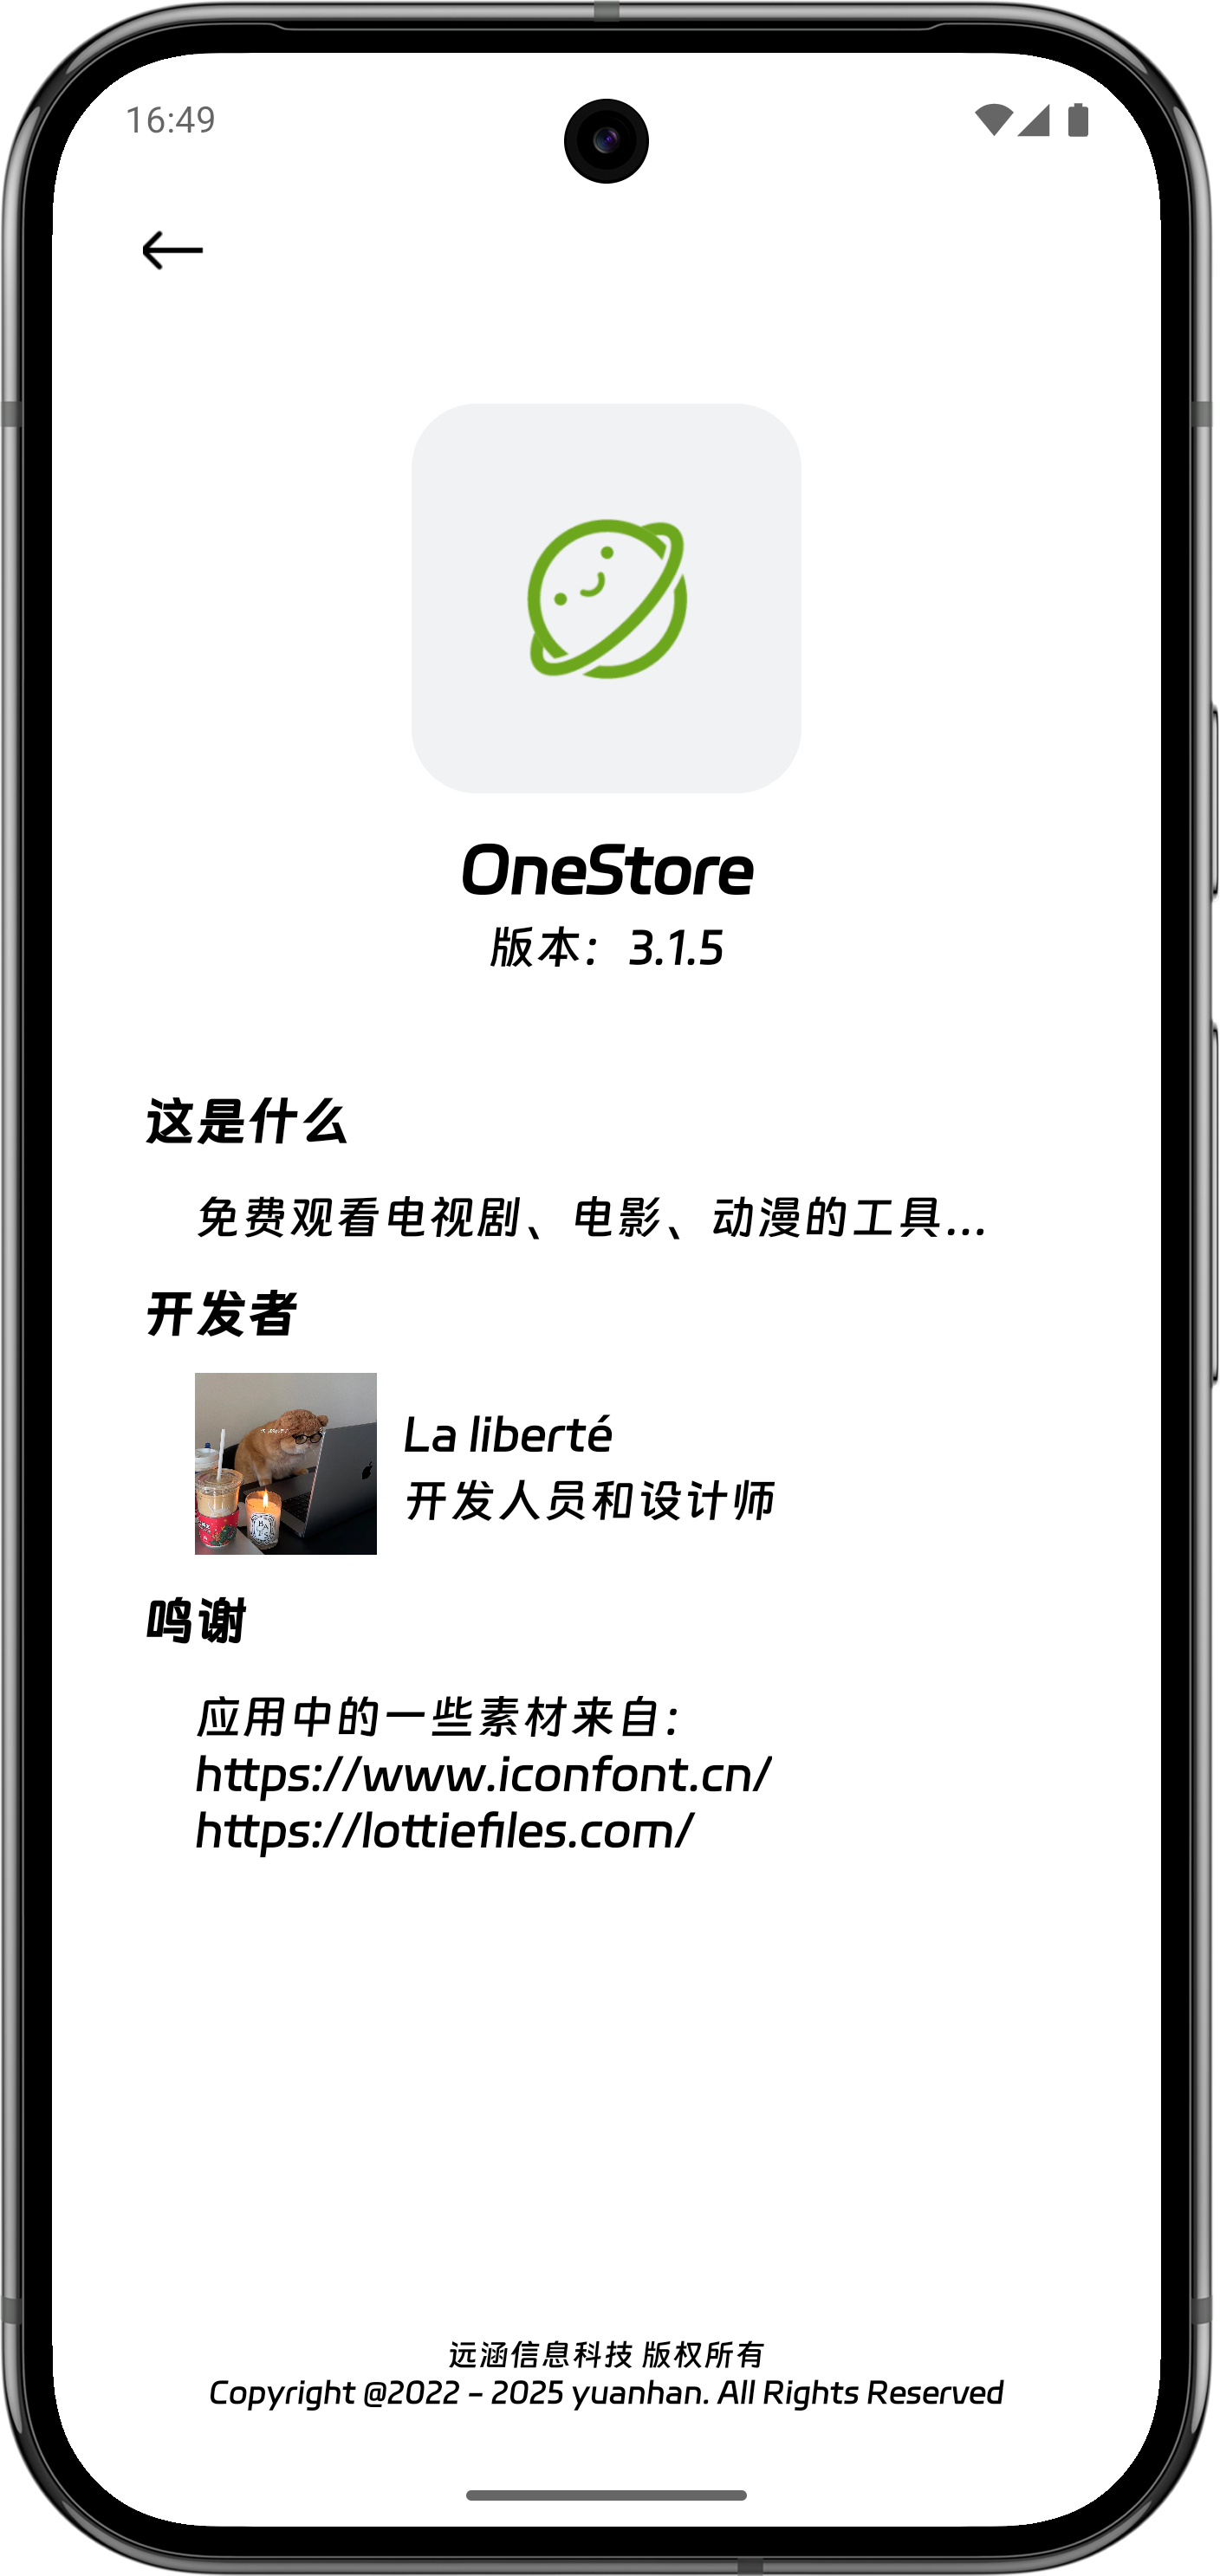 16:49
OneStore
版本：3.1.5
这是什么
免费观看电视剧、电影、动漫的工具...
开发者
La liberté
开发人员和设计师
鸣谢
应用中的一些素材来自：
https://www.iconfont.cn/
https://lottiefiles.com/
远涵信息科技 版权所有
Copyright @2022 - 2025 yuanhan. All Rights Reserved